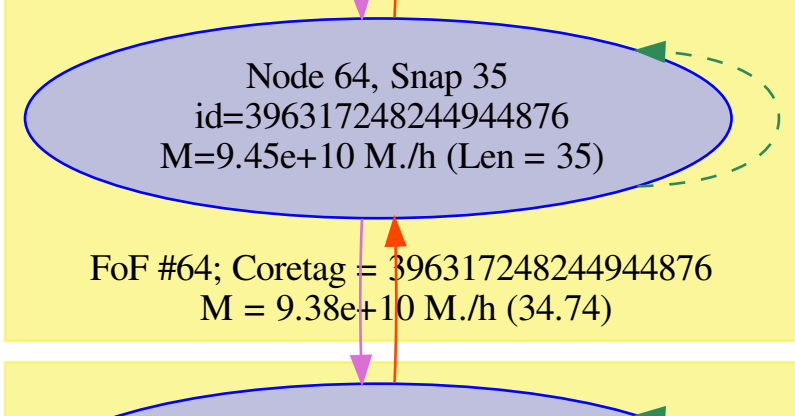 Node 64, Snap 35
id=396317248244944876
M=9.45e+10 M./h (Len = 35)
FoF #64; Coretag = 396317248244944876
M = 9.38e+10 M./h (34.74)